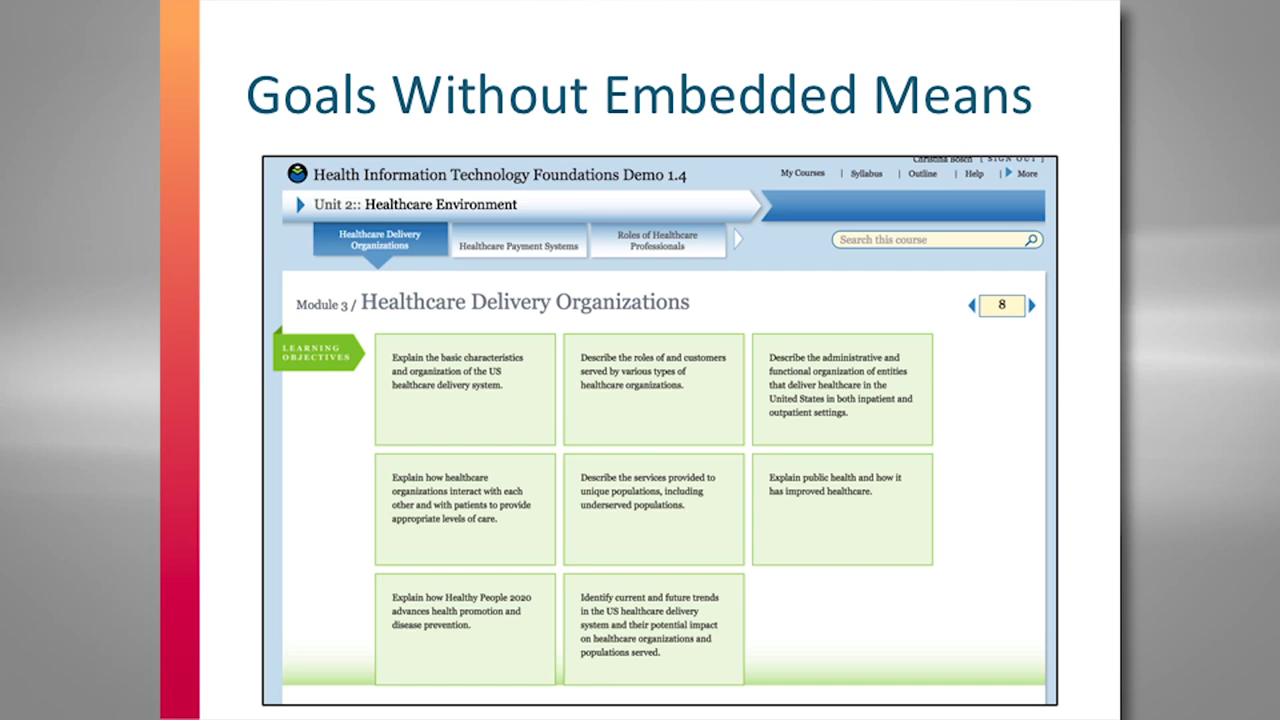 Goals Without Embedded Means
Christina Bosch [ SIGN OUT ]
Health Information Technology Foundations Demo 1.4
My Courses | Syllabus | Outline | Help | More
Unit 2:: Healthcare Environment
Healthcare Delivery
Organizations
Healthcare Payment Systems
Roles of Healthcare
Professionals
Search this course
Module 3 / Healthcare Delivery Organizations
8
LEARNING
OBJECTIVES
Explain the basic characteristics
and organization of the US
healthcare delivery system.
Describe the roles of and customers
served by various types of
healthcare organizations.
Describe the administrative and
functional organization of entities
that deliver healthcare in the
United States in both inpatient and
outpatient settings.
Explain how healthcare
organizations interact with each
other and with patients to provide
appropriate levels of care.
Describe the services provided to
unique populations, including
underserved populations.
Explain public health and how it
has improved healthcare.
Explain how Healthy People 2020
advances health promotion and
disease prevention.
Identify current and future trends
in the US healthcare delivery
system and their potential impact
on healthcare organizations and
populations served.